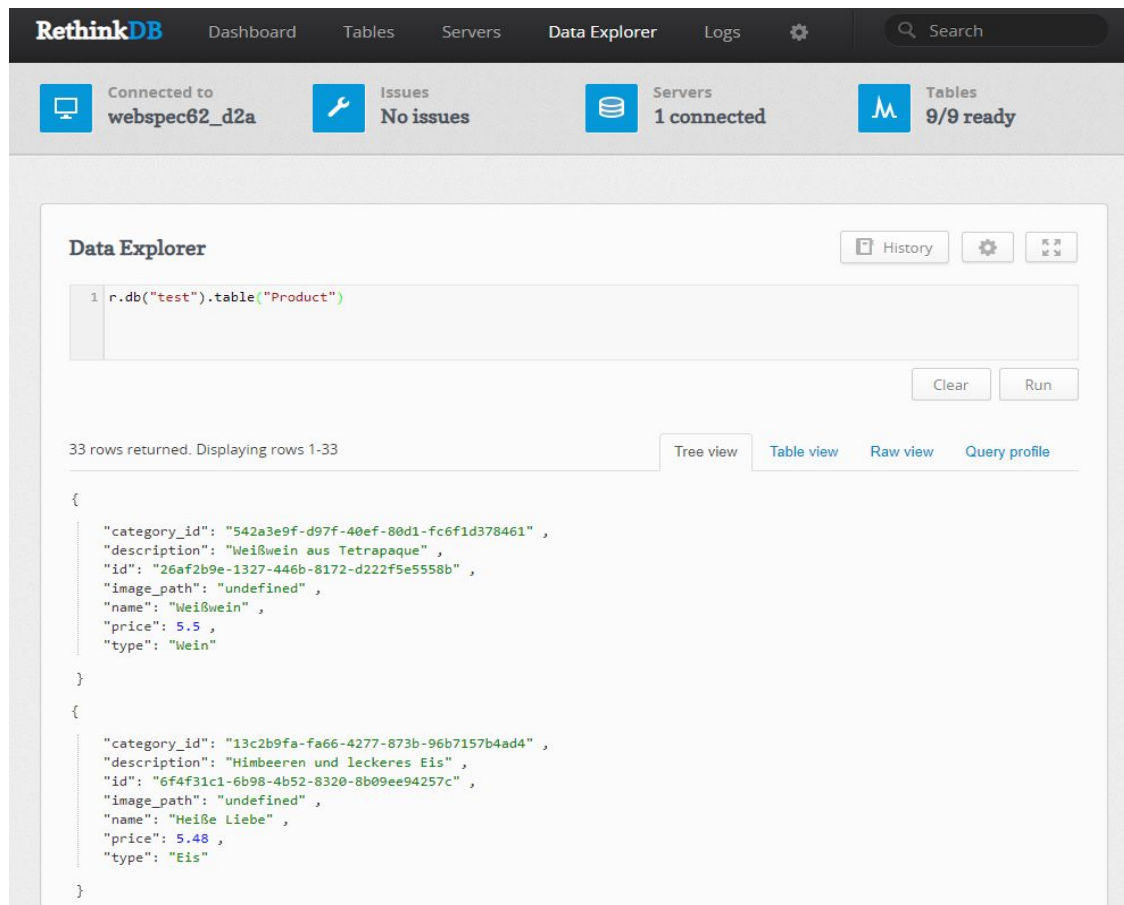 RethinkDB Dashboard Tables Servers Data Explorer Logs Search
Connected to
webspec62_d2a
Issues
No issues
Servers
1 connected
Tables
9/9 ready
Data Explorer
History
1 r.db("test").table("Product")
Clear Run
33 rows returned. Displaying rows 1-33
Tree view Table view Raw view Query profile
{
"category_id": "542a3e9f-d97f-40ef-80d1-fc6f1d378461" ,
"description": "Weißwein aus Tetrapaque" ,
"id": "26af2b9e-1327-446b-8172-d222f5e5558b" ,
"image_path": "undefined" ,
"name": "Weißwein" ,
"price": 5.5 ,
"type": "Wein"
}
{
"category_id": "13c2b9fa-fa66-4277-873b-96b7157b4ad4" ,
"description": "Himbeeren und leckeres Eis" ,
"id": "6f4f31c1-6b98-4b52-8320-8b09ee94257c" ,
"image_path": "undefined" ,
"name": "Heiße Liebe" ,
"price": 5.48 ,
"type": "Eis"
}